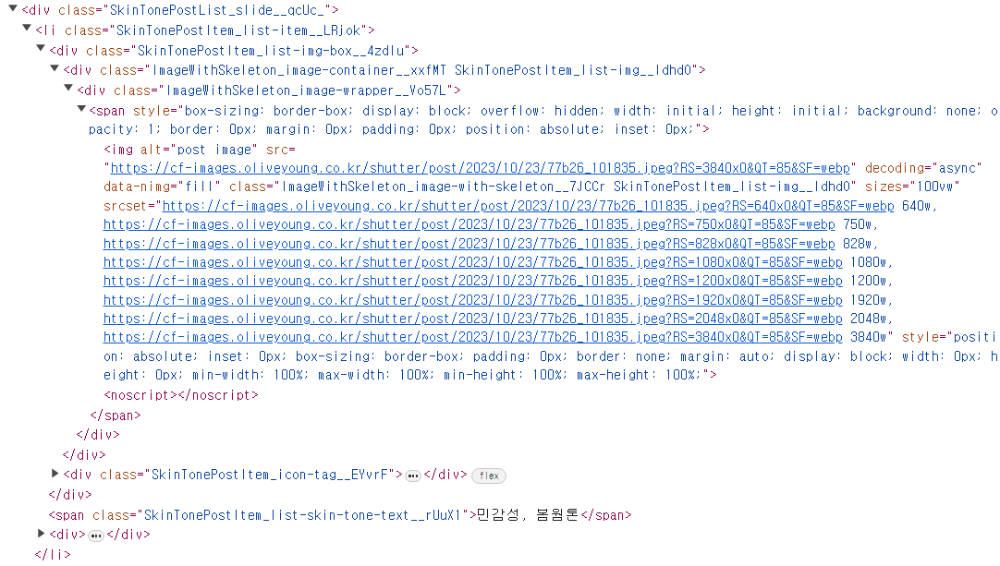 ▼<div class="SkinTonePostList_slide__qcUc_">
▼<li class="SkinTonePostItem_list-item__LRjok">
▼<div class="SkinTonePostItem_list-img-box__4zdIu">
▼<div class="ImageWithSkeleton_image-container__xxfMT SkinTonePostItem_list-img__ldhd0">
▼<div class="ImageWithSkeleton_image-wrapper__Vo57L">
▼<span style="box-sizing: border-box; display: block; overflow: hidden; width: initial; height: initial; background: none; o
pacity: 1; border: 0px; margin: 0px; padding: 0px; position: absolute; inset: 0px;">
<img alt="post image" src=
"https://cf-images.oliveyoung.co.kr/shutter/post/2023/10/23/77b26_101835.jpeg?RS=3840x0&QT=85&SF=webp" decoding="async"
data-nimg="fill" class="ImageWithSkeleton_image-with-skeleton__7JCCr SkinTonePostItem_list-img__ldhd0" sizes="100vw"
srcset="https://cf-images.oliveyoung.co.kr/shutter/post/2023/10/23/77b26_101835.jpeg?RS=640x0&QT=85&SF=webp 640w,
https://cf-images.oliveyoung.co.kr/shutter/post/2023/10/23/77b26_101835.jpeg?RS=750x0&QT=85&SF=webp 750w,
https://cf-images.oliveyoung.co.kr/shutter/post/2023/10/23/77b26_101835.jpeg?RS=828x0&QT=85&SF=webp 828w,
https://cf-images.oliveyoung.co.kr/shutter/post/2023/10/23/77b26_101835.jpeg?RS=1080x0&QT=85&SF=webp 1080w,
https://cf-images.oliveyoung.co.kr/shutter/post/2023/10/23/77b26_101835.jpeg?RS=1200x0&QT=85&SF=webp 1200w,
https://cf-images.oliveyoung.co.kr/shutter/post/2023/10/23/77b26_101835.jpeg?RS=1920x0&QT=85&SF=webp 1920w,
https://cf-images.oliveyoung.co.kr/shutter/post/2023/10/23/77b26_101835.jpeg?RS=2048x0&QT=85&SF=webp 2048w,
https://cf-images.oliveyoung.co.kr/shutter/post/2023/10/23/77b26_101835.jpeg?RS=3840x0&QT=85&SF=webp 3840w" style="positi
on: absolute; inset: 0px; box-sizing: border-box; padding: 0px; border: none; margin: auto; display: block; width: 0px; h
eight: 0px; min-width: 100%; max-width: 100%; min-height: 100%; max-height: 100%;">
<noscript></noscript>
</span>
</div>
</div>
▶<div class="SkinTonePostItem_icon-tag__EYvrF">…</div> flex
</div>
<span class="SkinTonePostItem_list-skin-tone-text__rUuX1">민감성, 봄웜톤</span>
▶<div>…</div>
</li>